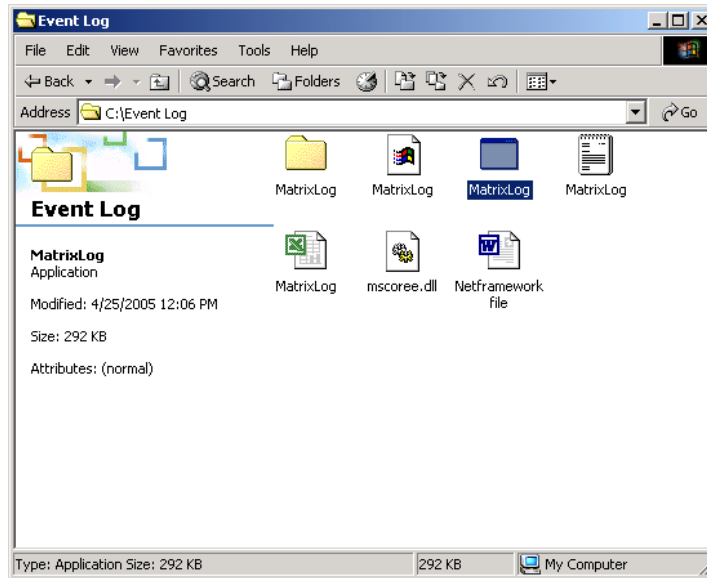 Event Log
File Edit View Favorites Tools Help
Back Search Folders
Address C:\Event Log Go
Event Log
MatrixLog
Application
Modified: 4/25/2005 12:06 PM
Size: 292 KB
Attributes: (normal)
MatrixLog MatrixLog MatrixLog MatrixLog
MatrixLog mscoree.dll Netframework
file
Type: Application Size: 292 KB 292 KB My Computer